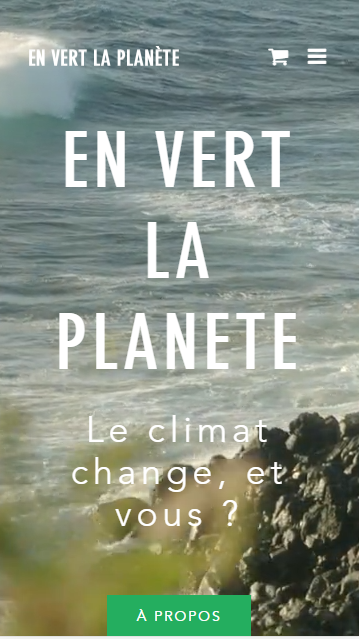 EN VERT LA PLANÈTE
EN VERT
LA
PLANETE
Le climat
change, et
vous ?
À PROPOS